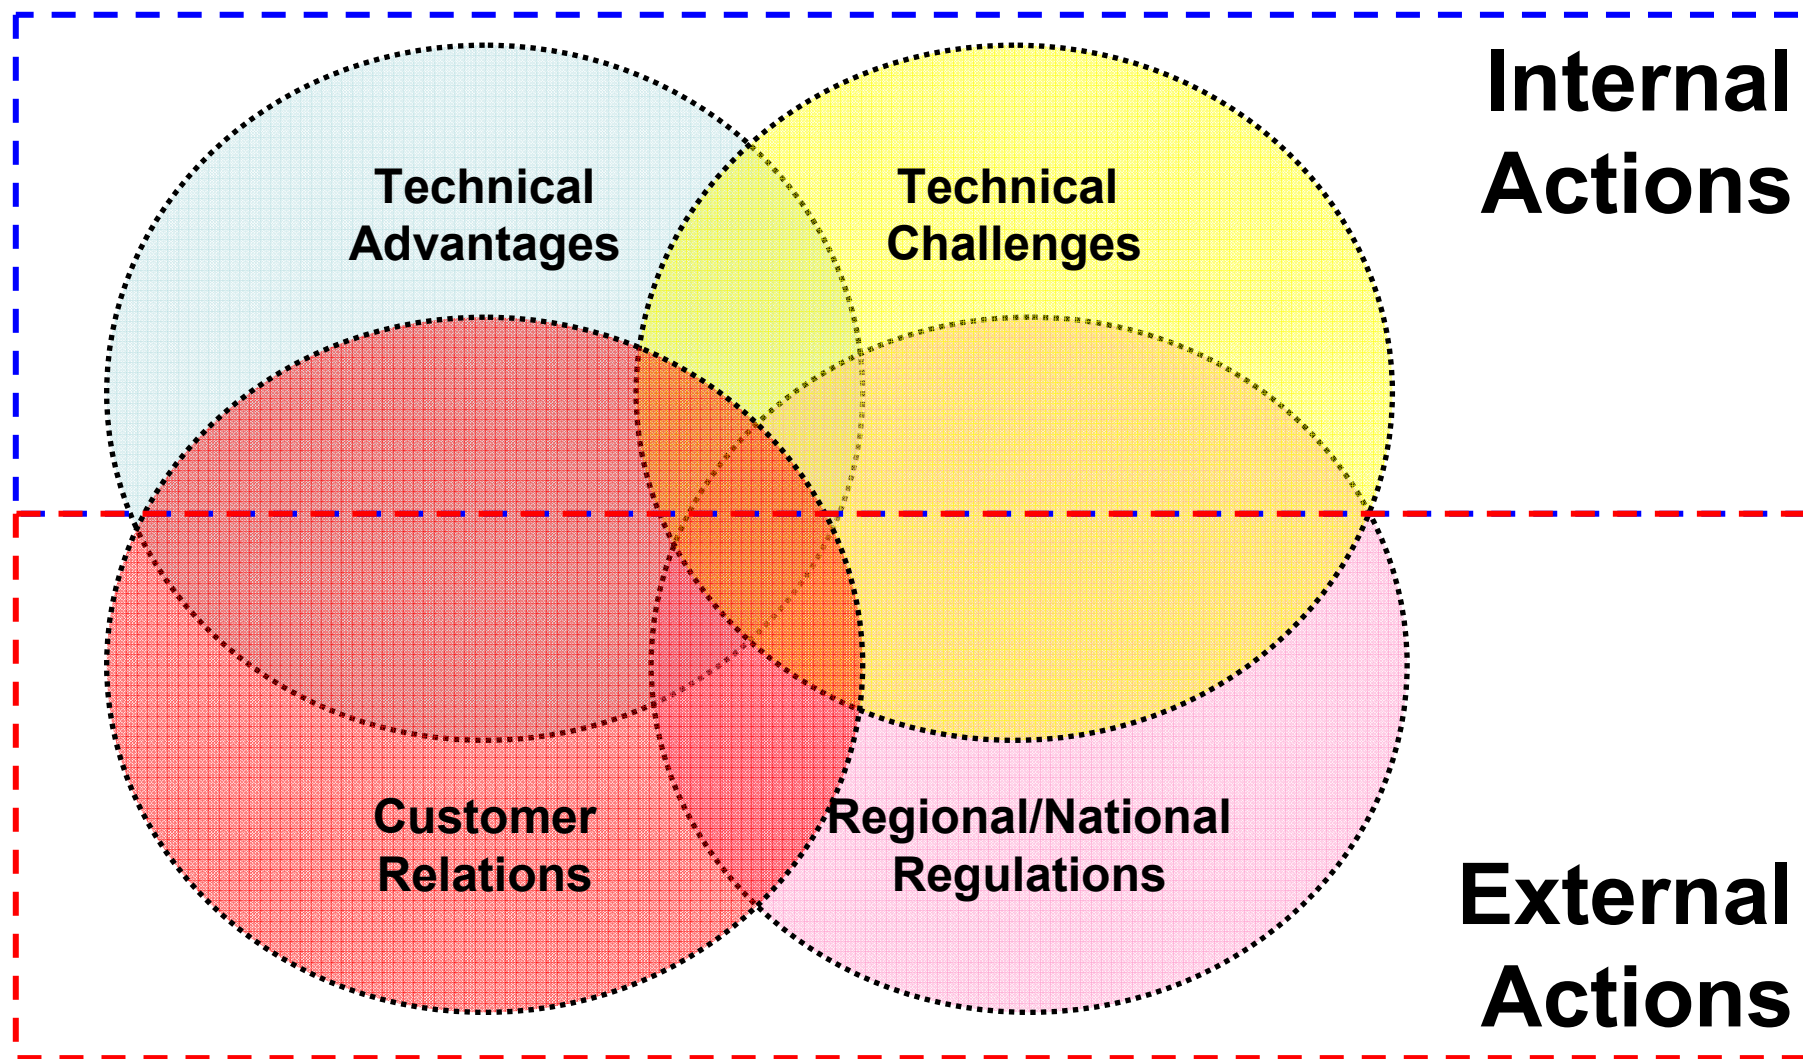 Internal
Actions
Technical
Advantages
Technical
Challenges
Customer
Relations
Regional/National
Regulations
External
Actions